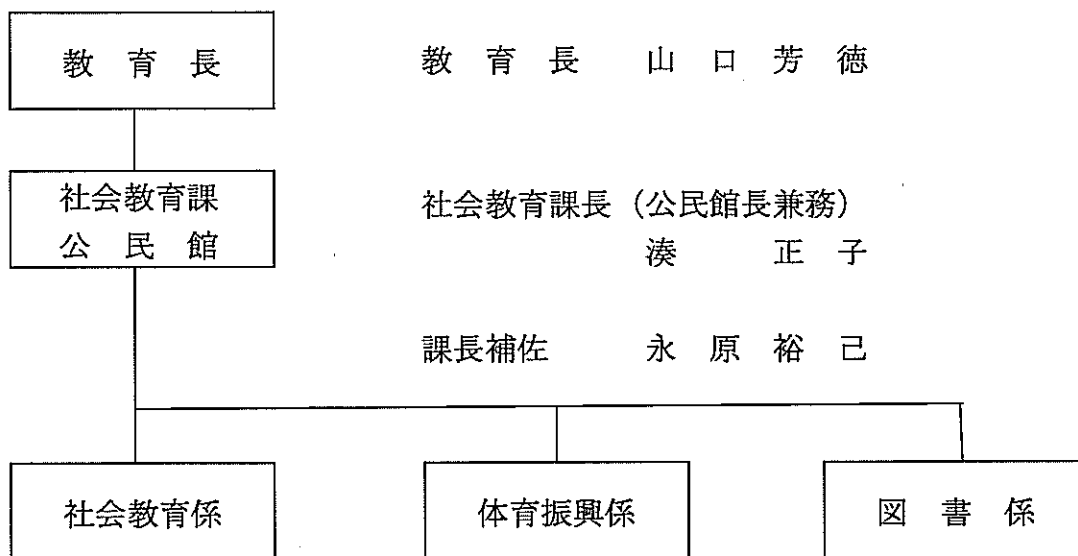 教育長
教育長 山口芳徳
社会教育課
公民館
社会教育課長（公民館長兼務）
湊 正子
課長補佐 永原裕己
社会教育係
体育振興係
図書係